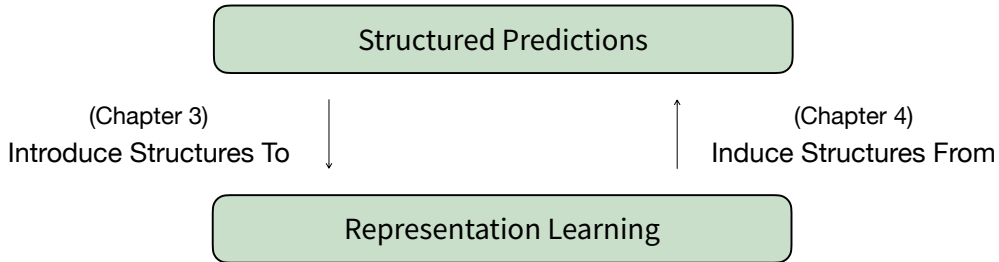 Structured Predictions
(Chapter 3)
Introduce Structures To
(Chapter 4)
Induce Structures From
Representation Learning